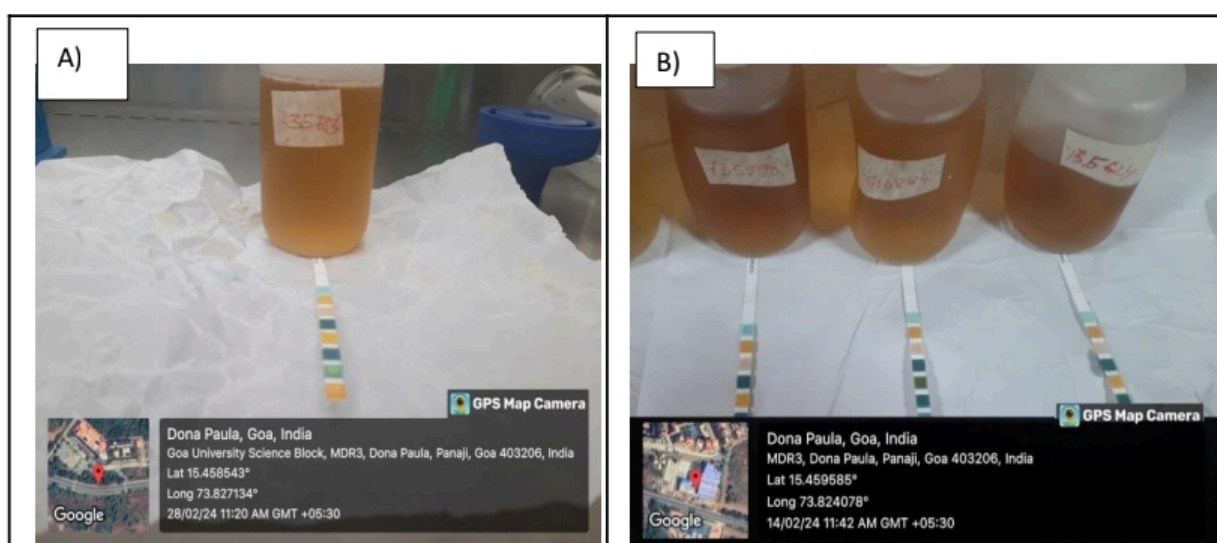 A)
GPS Map Camera
Dona Paula, Goa, India
Goa University Science Block, MDR3, Dona Paula, Panaji, Goa 403206, India
Lat 15.458543°
Long 73.827134°
28/02/24 11:20 AM GMT +05:30
Google
B)
GPS Map Camera
Dona Paula, Goa, India
MDR3, Dona Paula, Panaji, Goa 403206, India
Lat 15.459585°
Long 73.824078°
14/02/24 11:42 AM GMT +05:30
Google